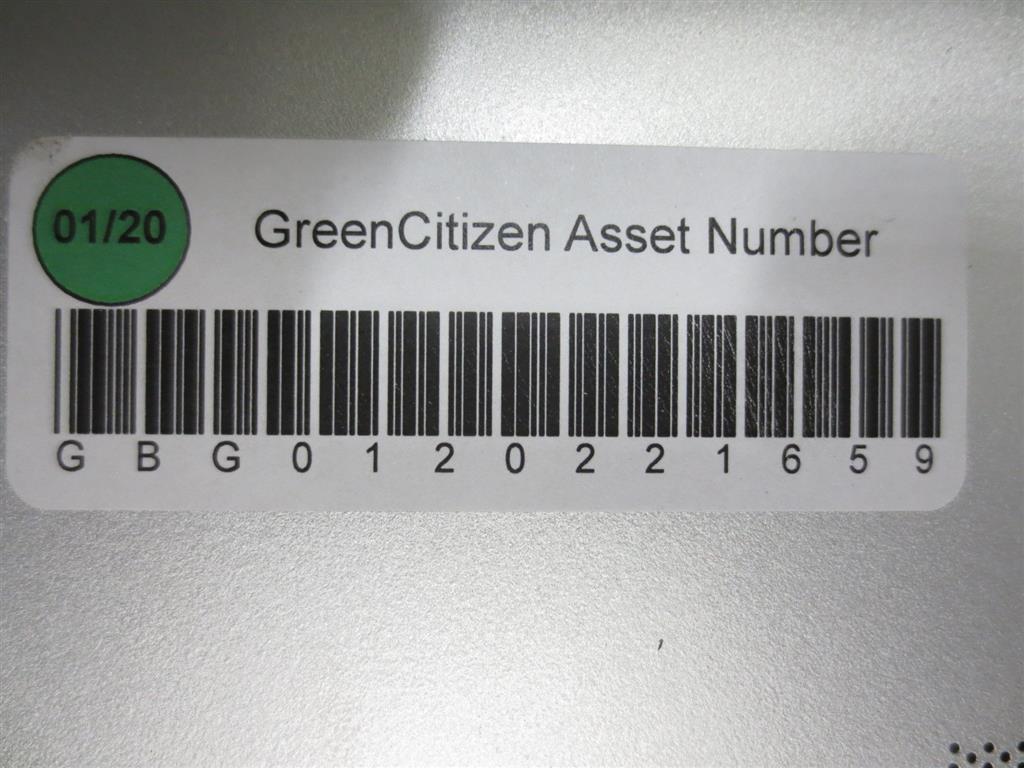 01/20
GreenCitizen Asset Number
GBG0120221659